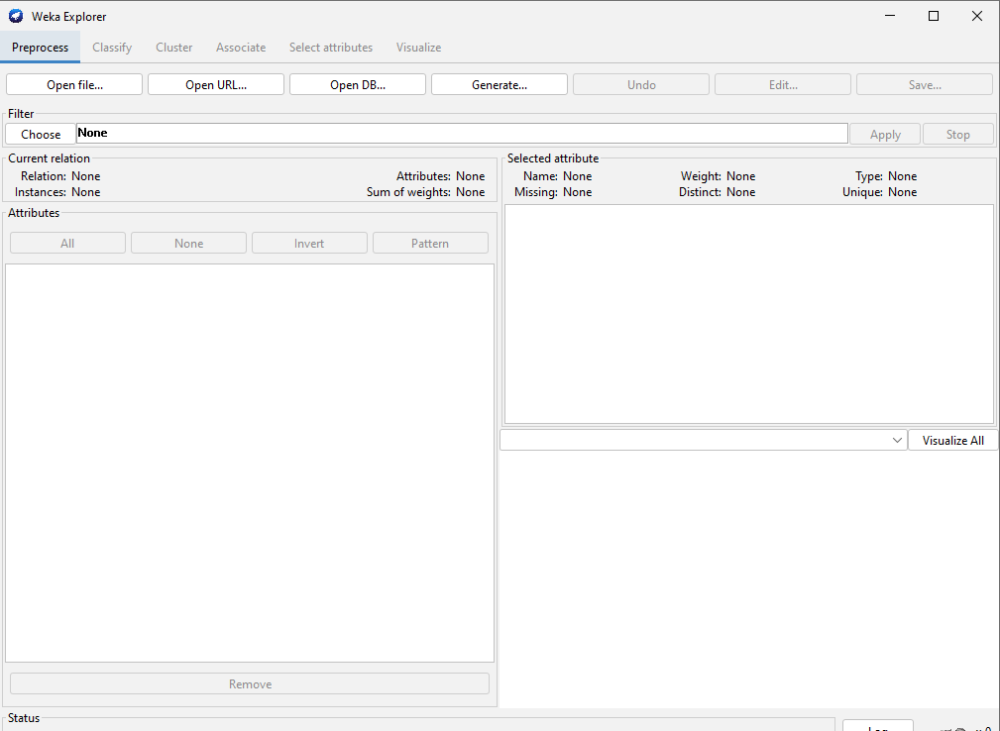 Weka Explorer
Preprocess Classify Cluster Associate Select attributes Visualize
Open file... Open URL... Open DB... Generate... Undo Edit... Save...
Filter
Choose None Apply Stop
Current relation
Relation: None Attributes: None
Instances: None Sum of weights: None
Selected attribute
Name: None Weight: None Type: None
Missing: None Distinct: None Unique: None
Attributes
All None Invert Pattern
Visualize All
Remove
Status